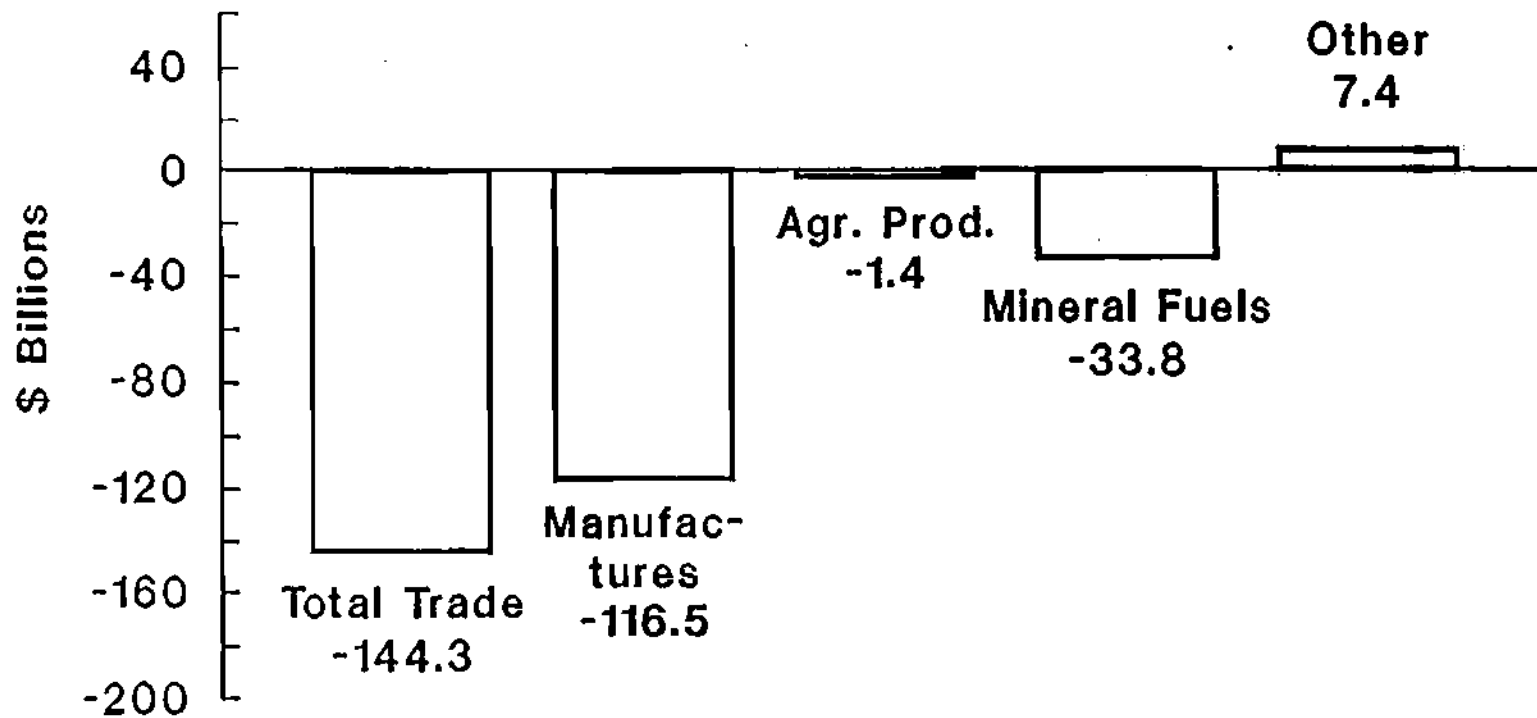 $ Billions
40
0
-40
-80
-120
-160
-200
Total Trade
-144.3
Manufac-
tures
-116.5
Agr. Prod.
-1.4
Mineral Fuels
-33.8
Other
7.4